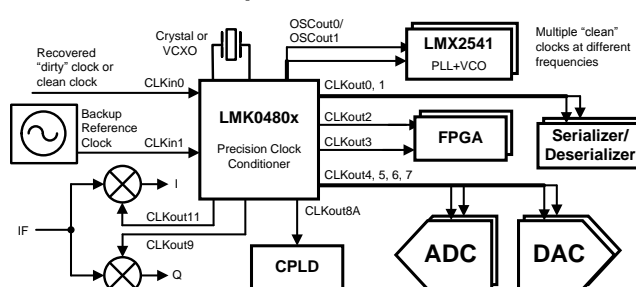 Recovered
"dirty" clock or
clean clock
Crystal or
VCXO
OSCout0/
OSCout1
LMX2541
PLL+VCO
Multiple "clean"
clocks at different
frequencies
CLKin0
CLKout0, 1
Backup
Reference
Clock
CLKin1
LMK0480x
Precision Clock
Conditioner
CLKout2
CLKout3
FPGA
Serializer/
Deserializer
CLKout4, 5, 6, 7
I
CLKout11
CLKout8A
IF
CLKout9
Q
CPLD
ADC
DAC